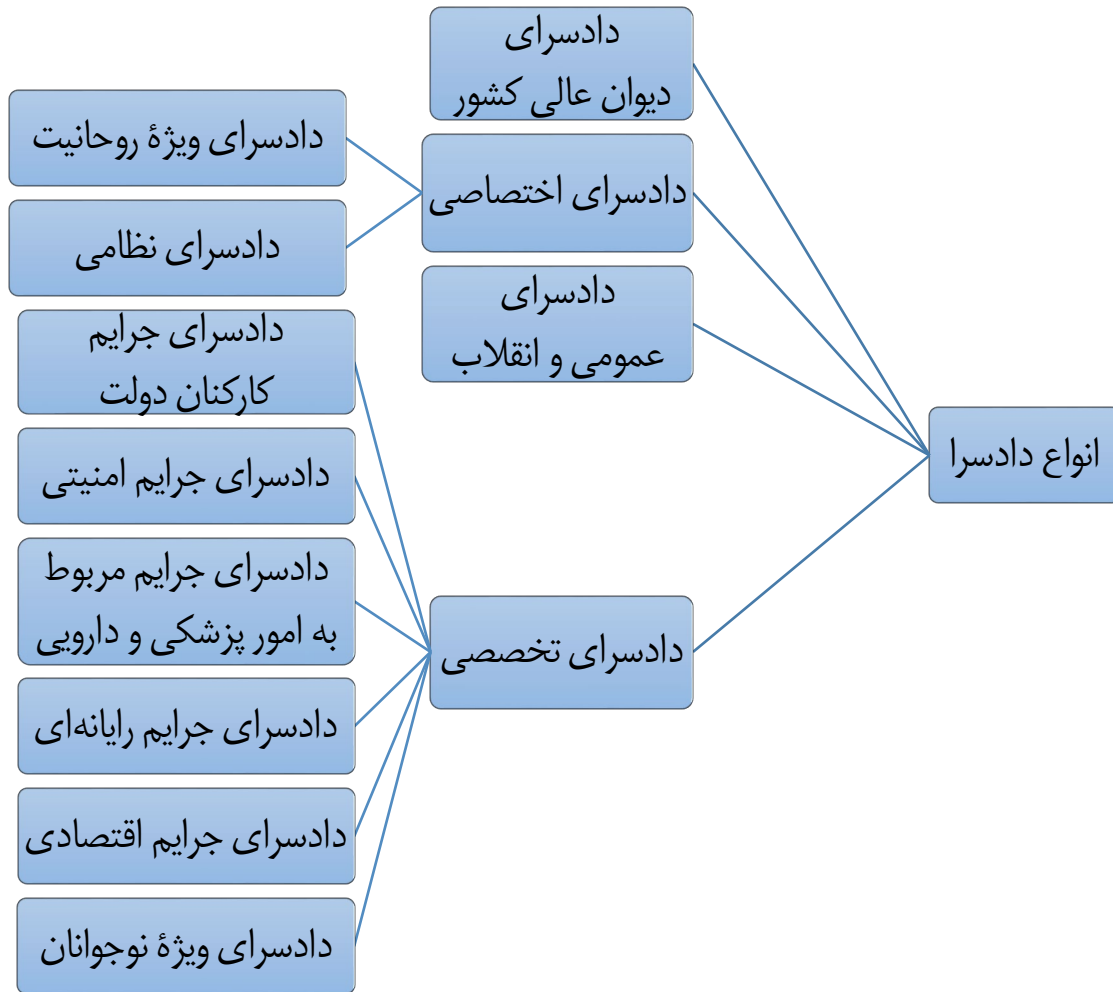 انواع دادسرا
دادسرای
دیوان عالی کشور
دادسرای اختصاصی
دادسرای ویژهٔ روحانیت
دادسرای نظامی
دادسرای
عمومی و انقلاب
دادسرای تخصصی
دادسرای جرایم
کارکنان دولت
دادسرای جرایم امنیتی
دادسرای جرایم مربوط
به امور پزشکی و دارویی
دادسرای جرایم رایانه‌ای
دادسرای جرایم اقتصادی
دادسرای ویژهٔ نوجوانان